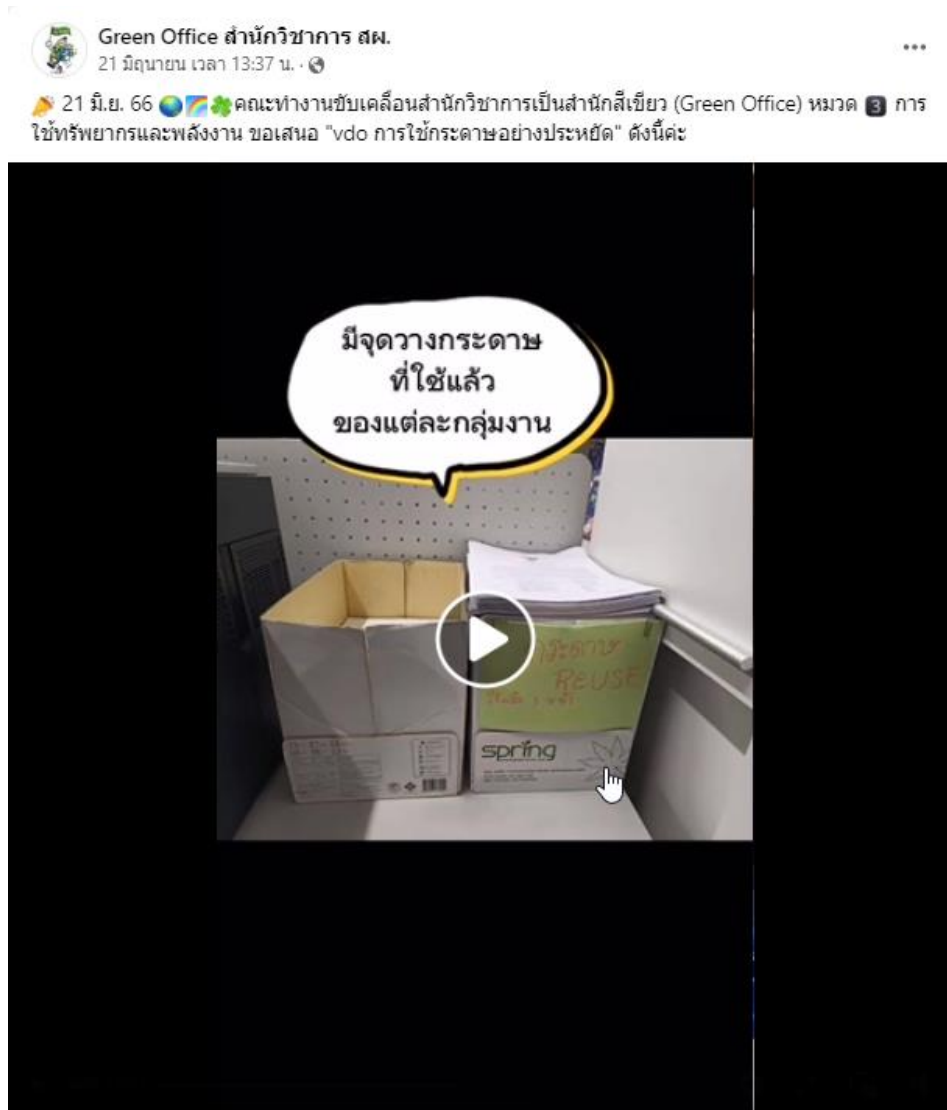 Green Office สำนักวิชาการ สผ.
21 มิถุนายน เวลา 13:37 น. ·
🎉 21 มิ.ย. 66 🌏🌈🍀คณะทำงานขับเคลื่อนสำนักวิชาการเป็นสำนักสีเขียว (Green Office) หมวด 3️⃣ การ
ใช้ทรัพยากรและพลังงาน ขอเสนอ "vdo การใช้กระดาษอย่างประหยัด" ดังนี้ค่ะ
มีจุดวางกระดาษ
ที่ใช้แล้ว
ของแต่ละกลุ่มงาน
กระดาษ
REUSE
spring